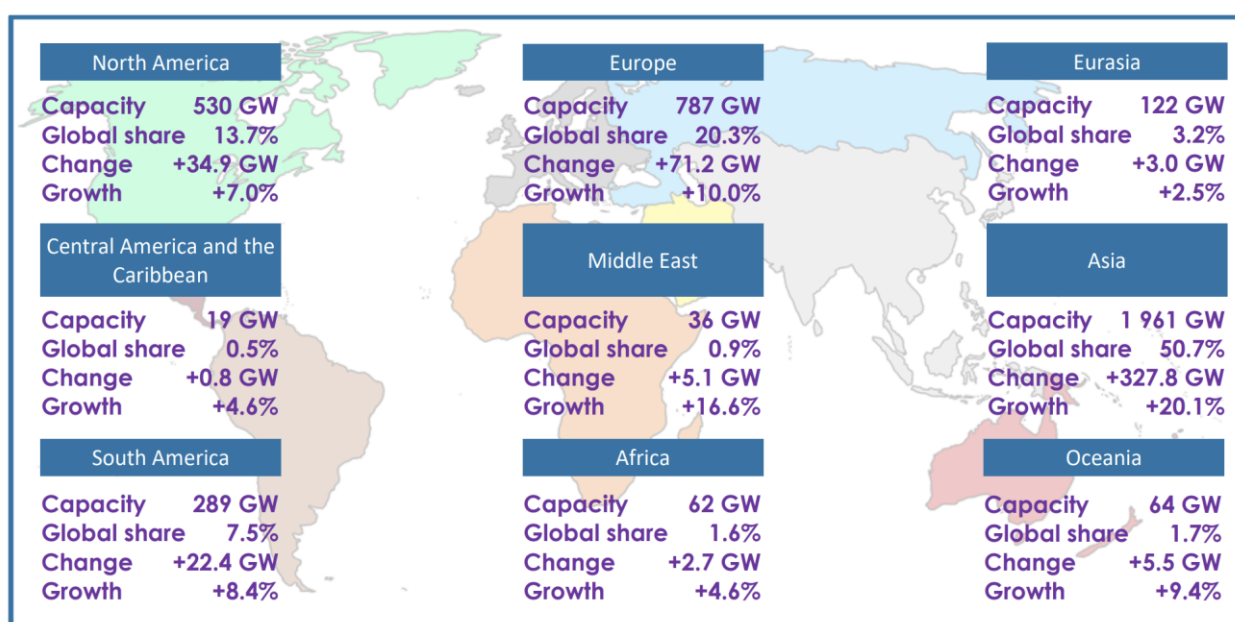 North America
Capacity 530 GW
Global share 13.7%
Change +34.9 GW
Growth +7.0%
Europe
Capacity 787 GW
Global share 20.3%
Change +71.2 GW
Growth +10.0%
Eurasia
Capacity 122 GW
Global share 3.2%
Change +3.0 GW
Growth +2.5%
Central America and the
Caribbean
Capacity 19 GW
Global share 0.5%
Change +0.8 GW
Growth +4.6%
Middle East
Capacity 36 GW
Global share 0.9%
Change +5.1 GW
Growth +16.6%
Asia
Capacity 1 961 GW
Global share 50.7%
Change +327.8 GW
Growth +20.1%
South America
Capacity 289 GW
Global share 7.5%
Change +22.4 GW
Growth +8.4%
Africa
Capacity 62 GW
Global share 1.6%
Change +2.7 GW
Growth +4.6%
Oceania
Capacity 64 GW
Global share 1.7%
Change +5.5 GW
Growth +9.4%